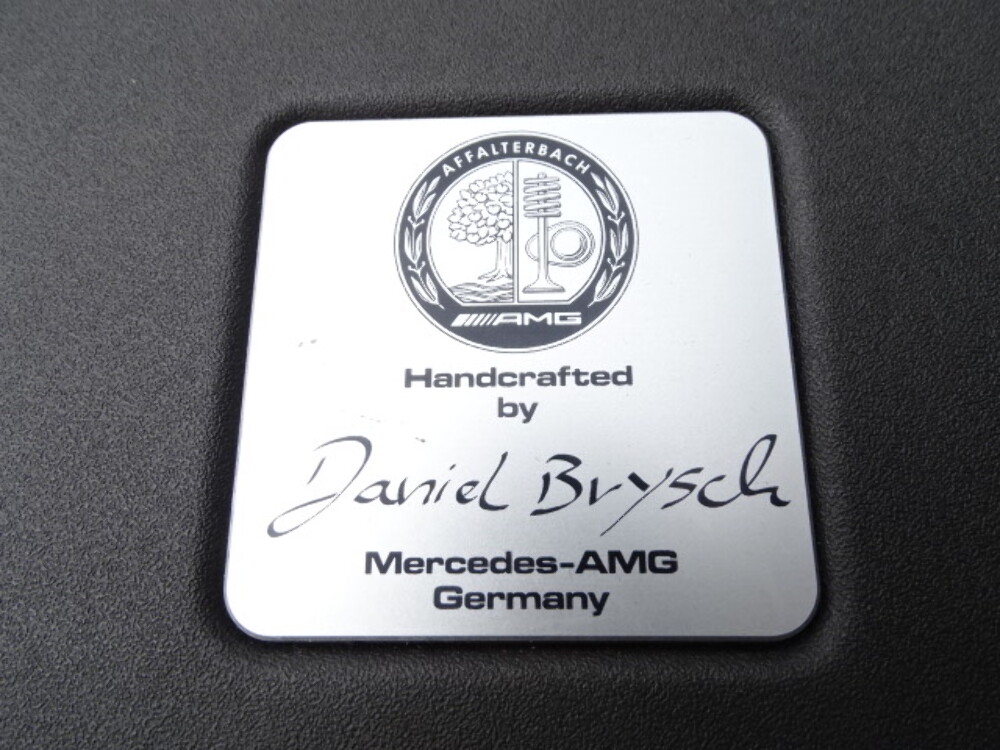 AFFALTERBACH
AMG
Handcrafted
by
Daniel Brysch
Mercedes-AMG
Germany